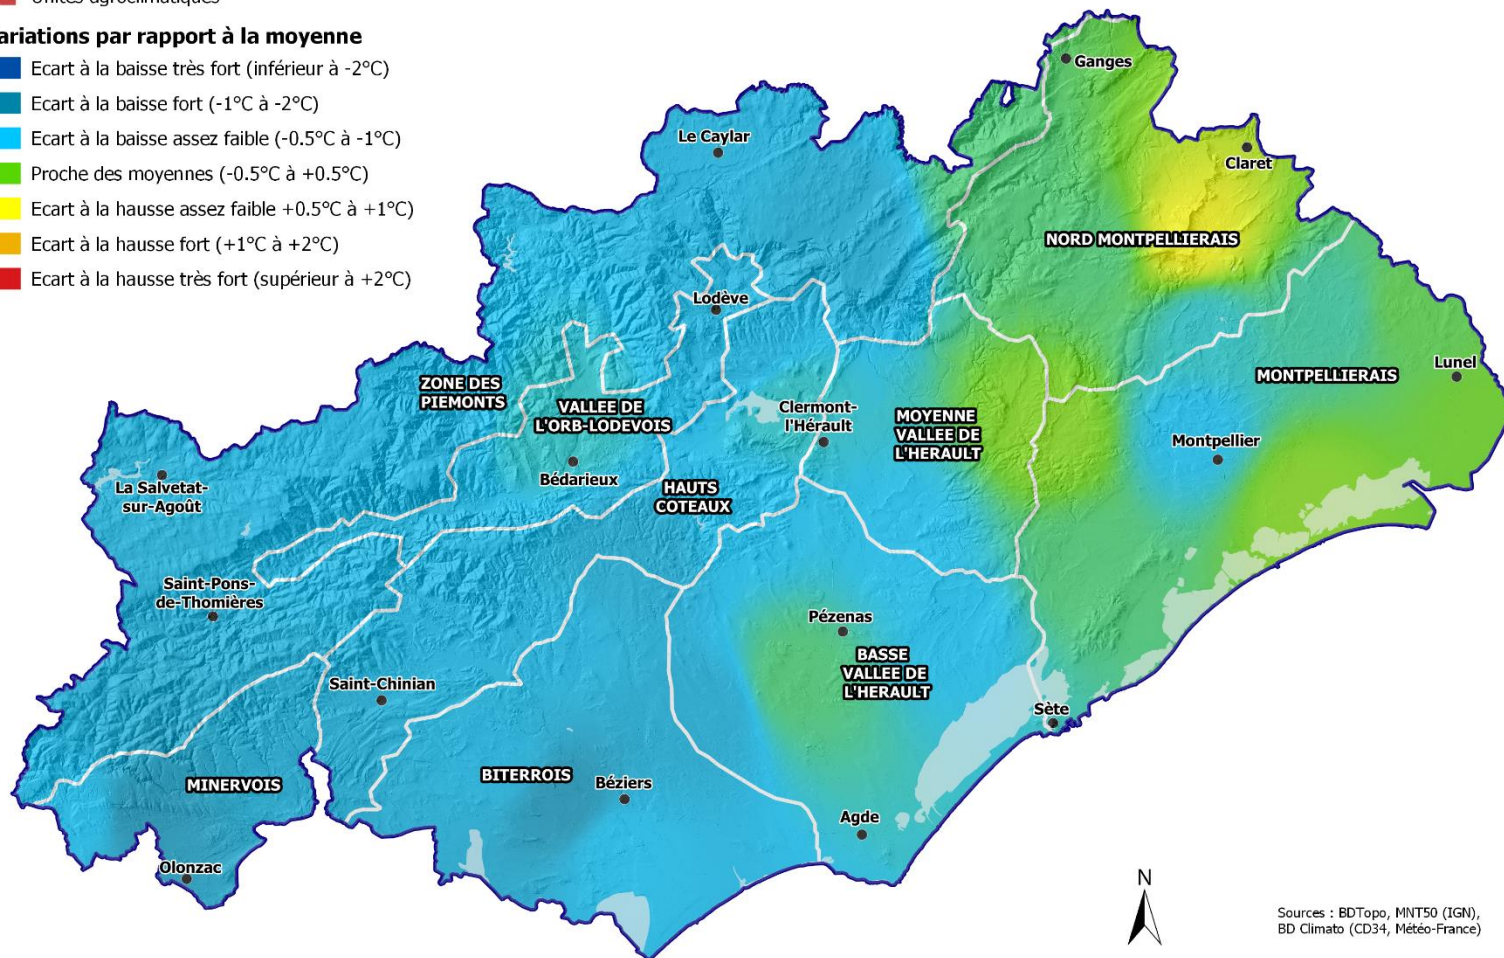 Unités agroclimatiques
ariations par rapport à la moyenne
Ecart à la baisse très fort (inférieur à -2°C)
Ecart à la baisse fort (-1°C à -2°C)
Ecart à la baisse assez faible (-0.5°C à -1°C)
Proche des moyennes (-0.5°C à +0.5°C)
Ecart à la hausse assez faible +0.5°C à +1°C)
Ecart à la hausse fort (+1°C à +2°C)
Ecart à la hausse très fort (supérieur à +2°C)
Ganges
Le Caylar
Claret
NORD MONTPELLIERAIS
Lodève
Lunel
MONTPELLIERAIS
ZONE DES
PIEMONTS
VALLEE DE
L'ORB-LODEVOIS
Clermont-
l'Hérault
MOYENNE
VALLEE DE
L'HERAULT
Montpellier
Bédarieux
La Salvetat-
sur-Agoût
HAUTS
COTEAUX
Saint-Pons-
de-Thomières
Pézenas
BASSE
VALLEE DE
L'HERAULT
Saint-Chinian
Sète
MINERVOIS
BITERROIS
Béziers
Agde
Olonzac
N
Sources : BDTopo, MNT50 (IGN),
BD Climato (CD34, Météo-France)